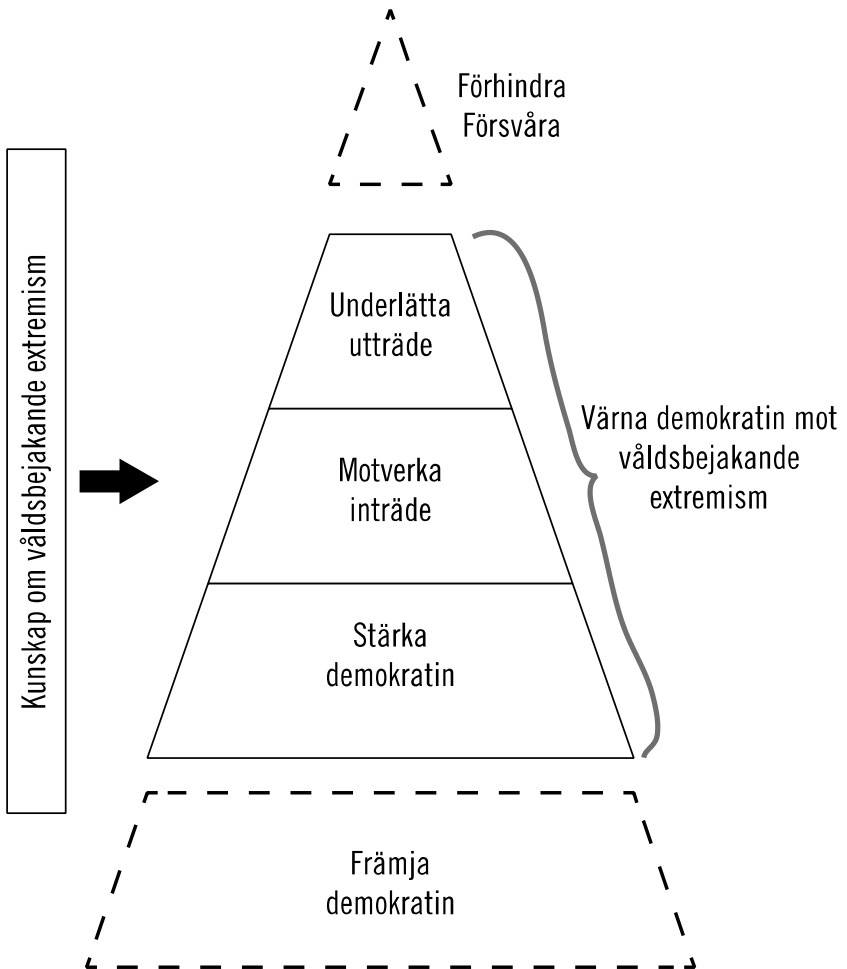 Förhindra
Försvåra
Kunskap om våldsbejakande extremism
Underlätta
utträde
Värna demokratin mot
våldsbejakande
extremism
Motverka
inträde
Stärka
demokratin
Främja
demokratin